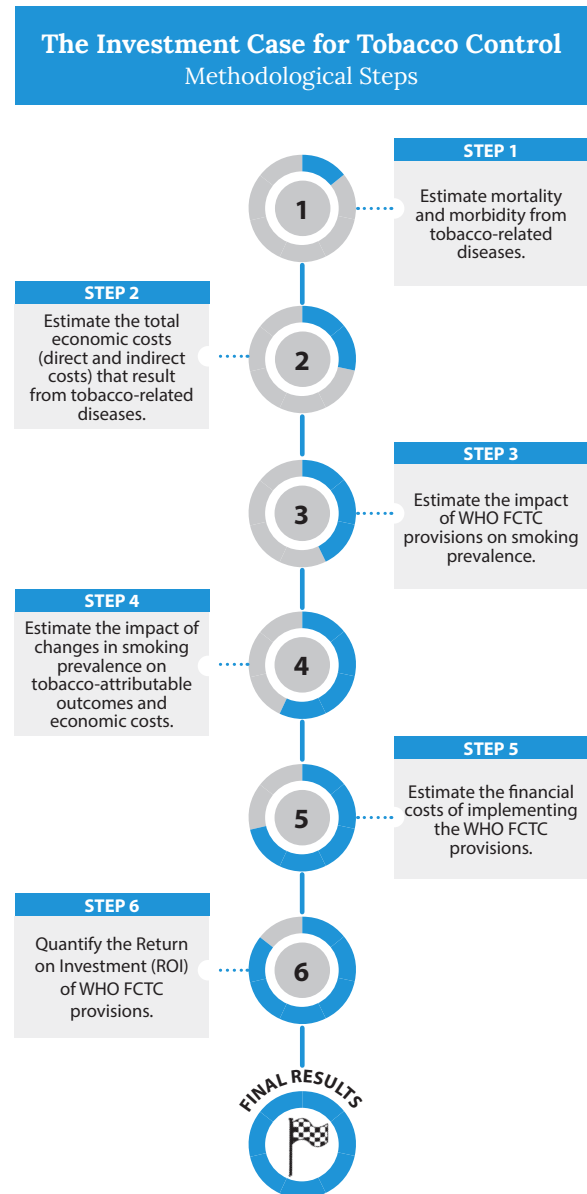 The Investment Case for Tobacco Control
Methodological Steps
1
STEP 1
Estimate mortality
and morbidity from
tobacco-related
diseases.
STEP 2
Estimate the total
economic costs
(direct and indirect
costs) that result
from tobacco-related
diseases.
2
3
STEP 3
Estimate the impact
of WHO FCTC
provisions on smoking
prevalence.
STEP 4
Estimate the impact of
changes in smoking
prevalence on
tobacco-attributable
outcomes and
economic costs.
4
5
STEP 5
Estimate the financial
costs of implementing
the WHO FCTC
provisions.
STEP 6
Quantify the Return
on Investment (ROI)
of WHO FCTC
provisions.
6
FINAL RESULTS